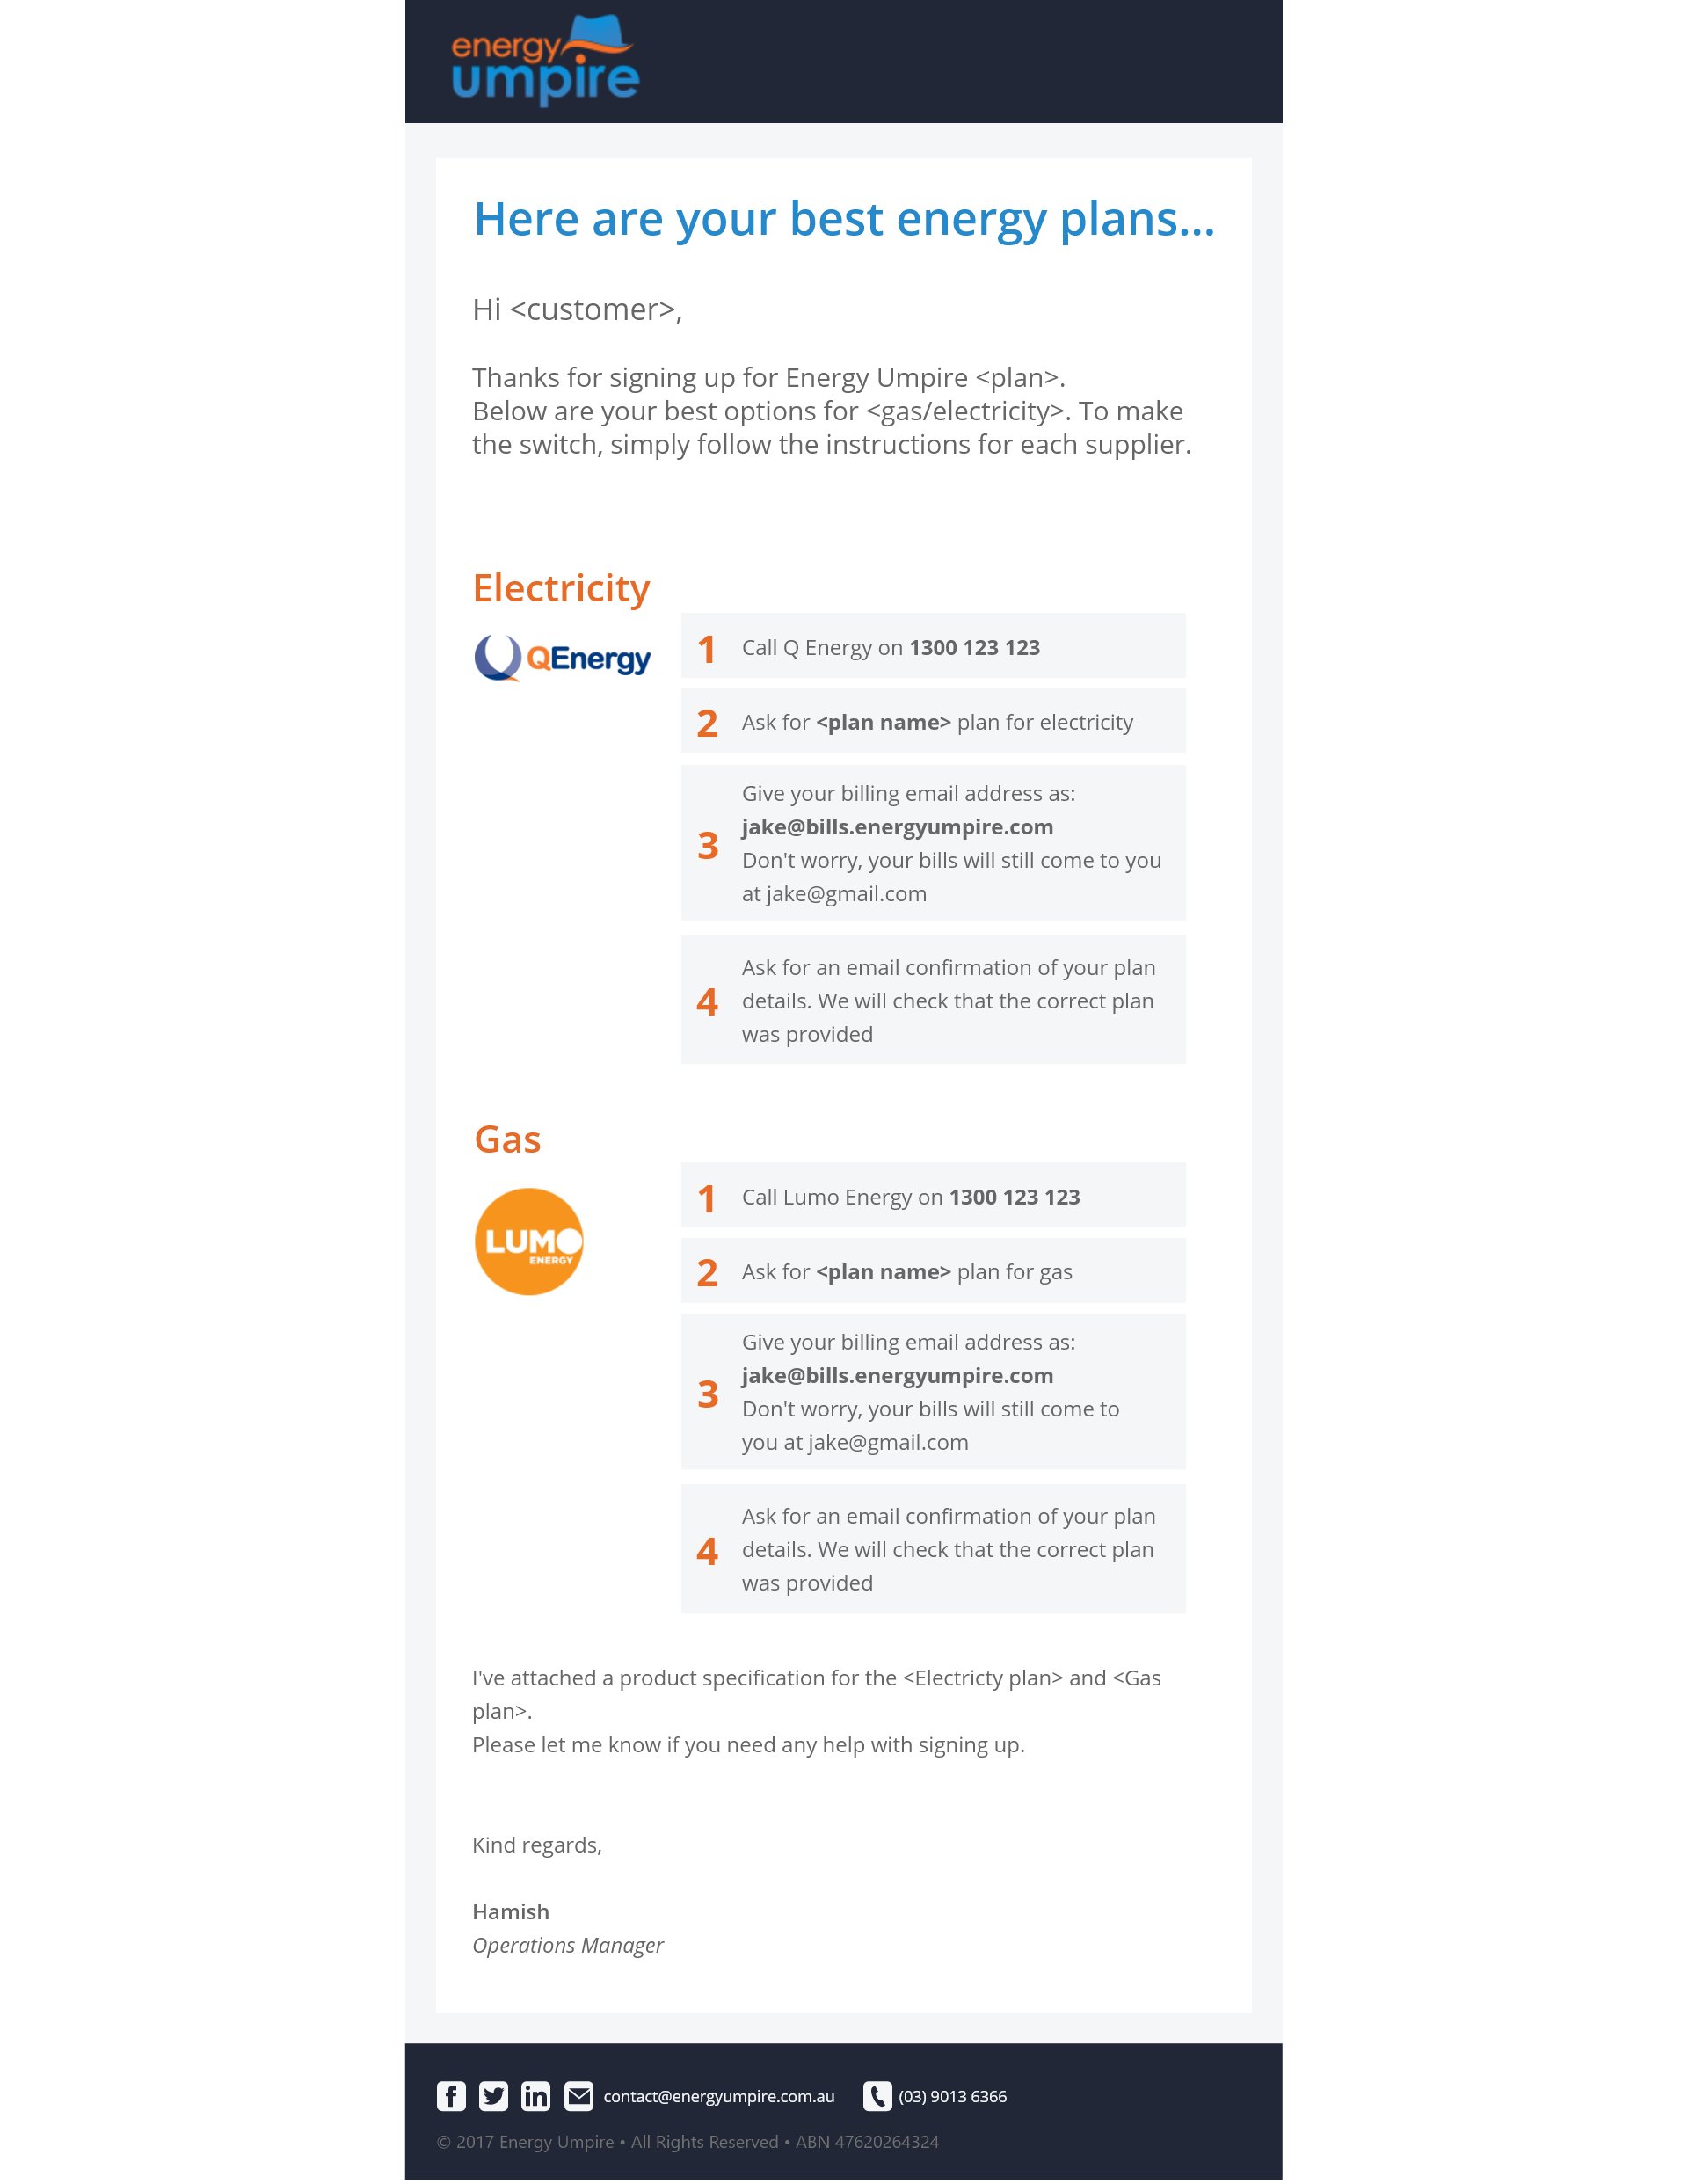 energy
umpire
Here are your best energy plans...
Hi <customer>,
Thanks for signing up for Energy Umpire <plan>.
Below are your best options for <gas/electricity>. To make
the switch, simply follow the instructions for each supplier.
Electricity
QEnergy
1 Call Q Energy on 1300 123 123
2 Ask for <plan name> plan for electricity
3 Give your billing email address as:
jake@bills.energyumpire.com
Don't worry, your bills will still come to you
at jake@gmail.com
4 Ask for an email confirmation of your plan
details. We will check that the correct plan
was provided
Gas
LUMO
ENERGY
1 Call Lumo Energy on 1300 123 123
2 Ask for <plan name> plan for gas
3 Give your billing email address as:
jake@bills.energyumpire.com
Don't worry, your bills will still come to
you at jake@gmail.com
4 Ask for an email confirmation of your plan
details. We will check that the correct plan
was provided
I've attached a product specification for the <Electricty plan> and <Gas
plan>.
Please let me know if you need any help with signing up.
Kind regards,
Hamish
Operations Manager
contact@energyumpire.com.au (03) 9013 6366
© 2017 Energy Umpire • All Rights Reserved • ABN 47620264324